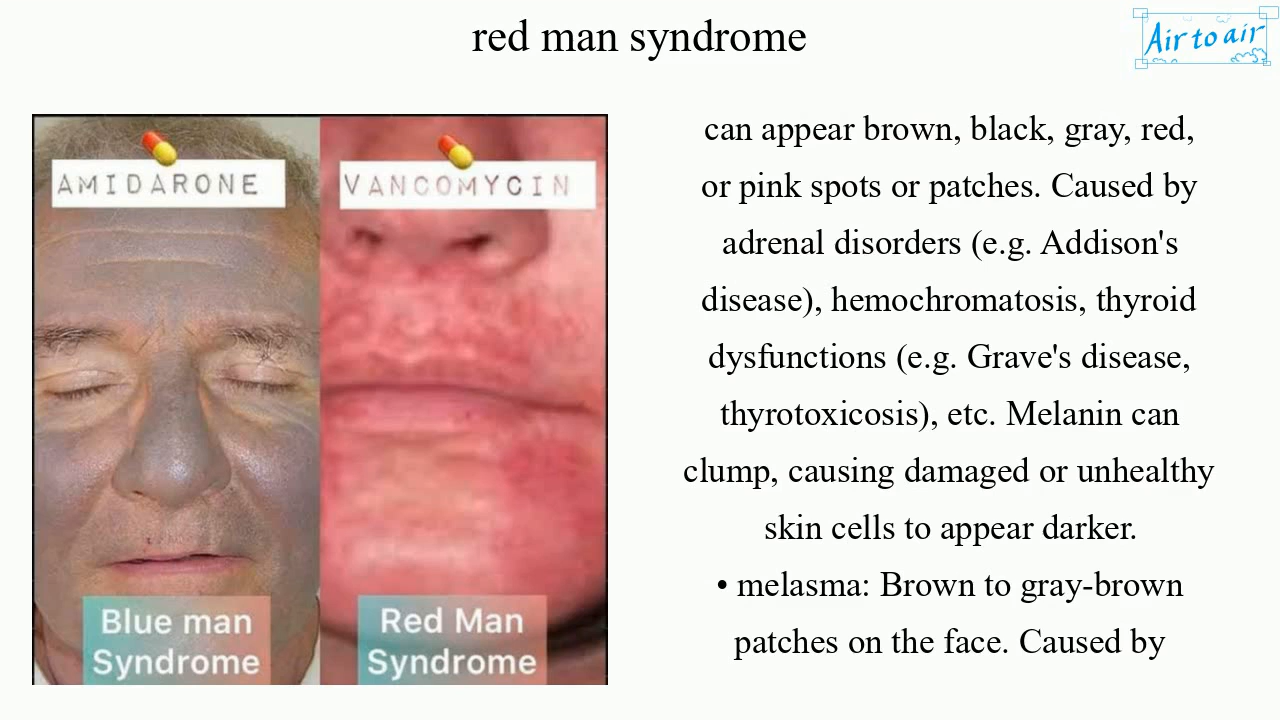 red man syndrome
Air to air
AMIDARONE
VANCOMYCIN
Blue man
Syndrome
Red Man
Syndrome
can appear brown, black, gray, red,
or pink spots or patches. Caused by
adrenal disorders (e.g. Addison's
disease), hemochromatosis, thyroid
dysfunctions (e.g. Grave's disease,
thyrotoxicosis), etc. Melanin can
clump, causing damaged or unhealthy
skin cells to appear darker.
• melasma: Brown to gray-brown
patches on the face. Caused by